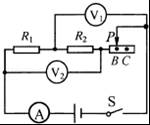 V₁
R₁ R₂ P
B C
V₂
A S